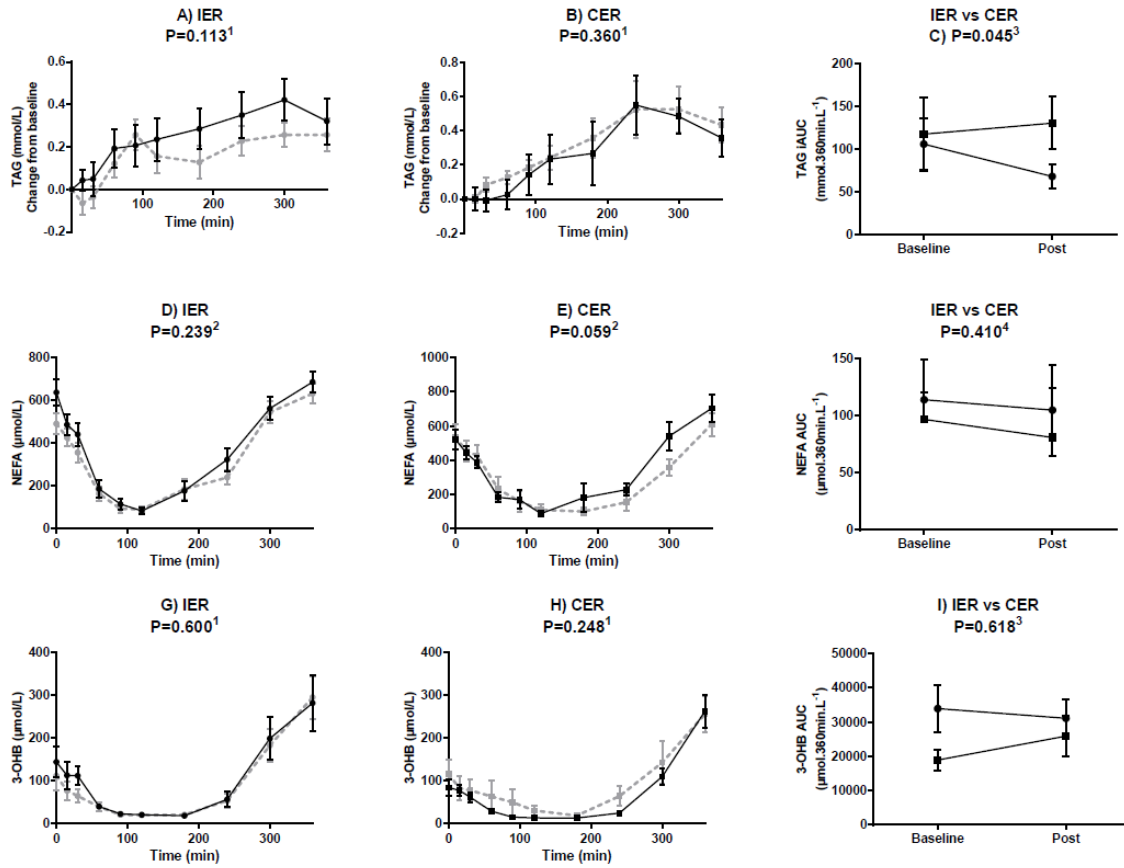 A) IER
P=0.113¹
TAG (mmol/L)
Change from baseline
0.6
0.4
0.2
0.0
-0.2
100
200
300
Time (min)
B) CER
P=0.360¹
TAG (mmol/L)
Change from baseline
0.8
0.6
0.4
0.2
0.0
-0.2
100
200
300
Time (min)
IER vs CER
C) P=0.045³
TAG iAUC
(mmol.360min.L⁻¹)
200
150
100
50
0
Baseline
Post
D) IER
P=0.239²
NEFA (µmol/L)
800
600
400
200
0
0
100
200
300
Time (min)
E) CER
P=0.059²
NEFA (µmol/L)
1000
800
600
400
200
0
0
100
200
300
Time (min)
IER vs CER
P=0.410⁴
NEFA AUC
(µmol.360min.L⁻¹)
150
100
50
0
Baseline
Post
G) IER
P=0.600¹
3-OHB (µmol/L)
400
300
200
100
0
0
100
200
300
Time (min)
H) CER
P=0.248¹
3-OHB (µmol/L)
400
300
200
100
0
0
100
200
300
Time (min)
I) IER vs CER
P=0.618³
3-OHB AUC
(µmol.360min.L⁻¹)
50000
40000
30000
20000
10000
0
Baseline
Post